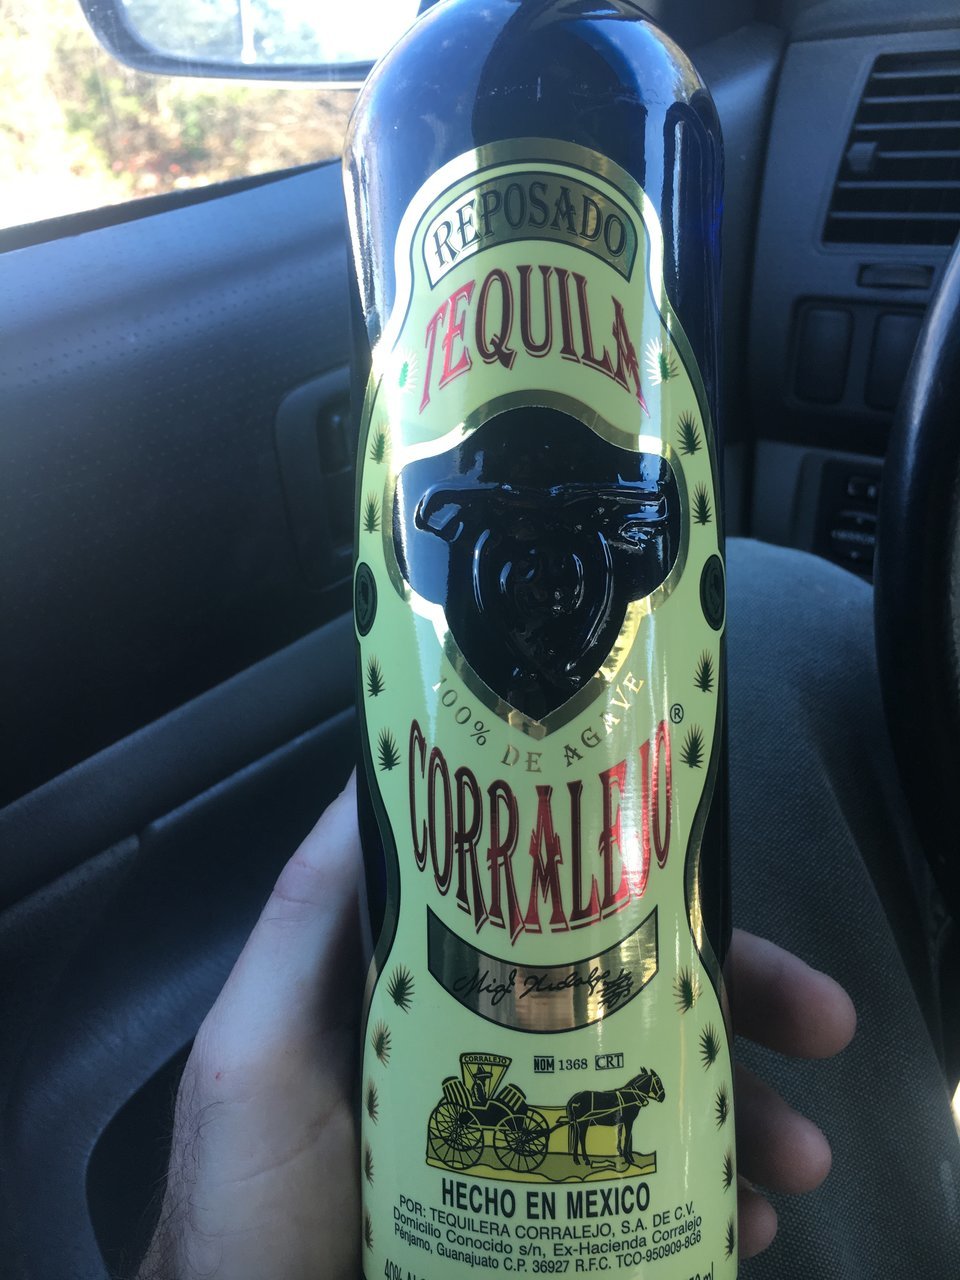 REPOSADO
TEQUILA
100% DE AGAVE
CORRALEJO®
CORRALEJO
NOM 1368 CRT
HECHO EN MEXICO
POR: TEQUILERA CORRALEJO, S.A. DE C.V.
Domicilio Conocido s/n, Ex-Hacienda Corralejo
Pénjamo, Guanajuato C.P. 36927 R.F.C. TCO-950909-8G6
40%